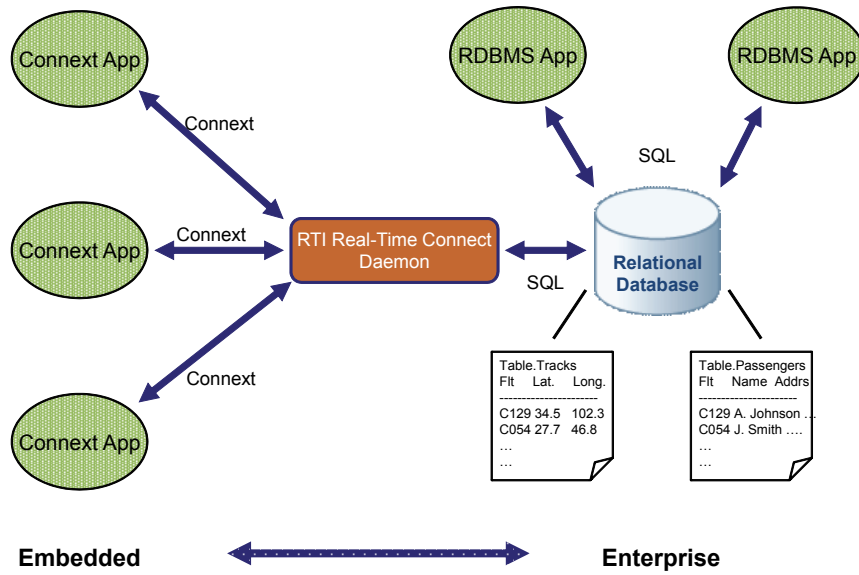 Connext App
RDBMS App
RDBMS App
Connext
SQL
Connext App
Connext
RTI Real-Time Connect
Daemon
SQL
Relational
Database
Connext
Connext App
Table.Tracks
Flt Lat. Long.
----------------------
C129 34.5 102.3
C054 27.7 46.8
…
…
Table.Passengers
Flt Name Addrs
----------------------
C129 A. Johnson …
C054 J. Smith ….
…
…
Embedded
Enterprise